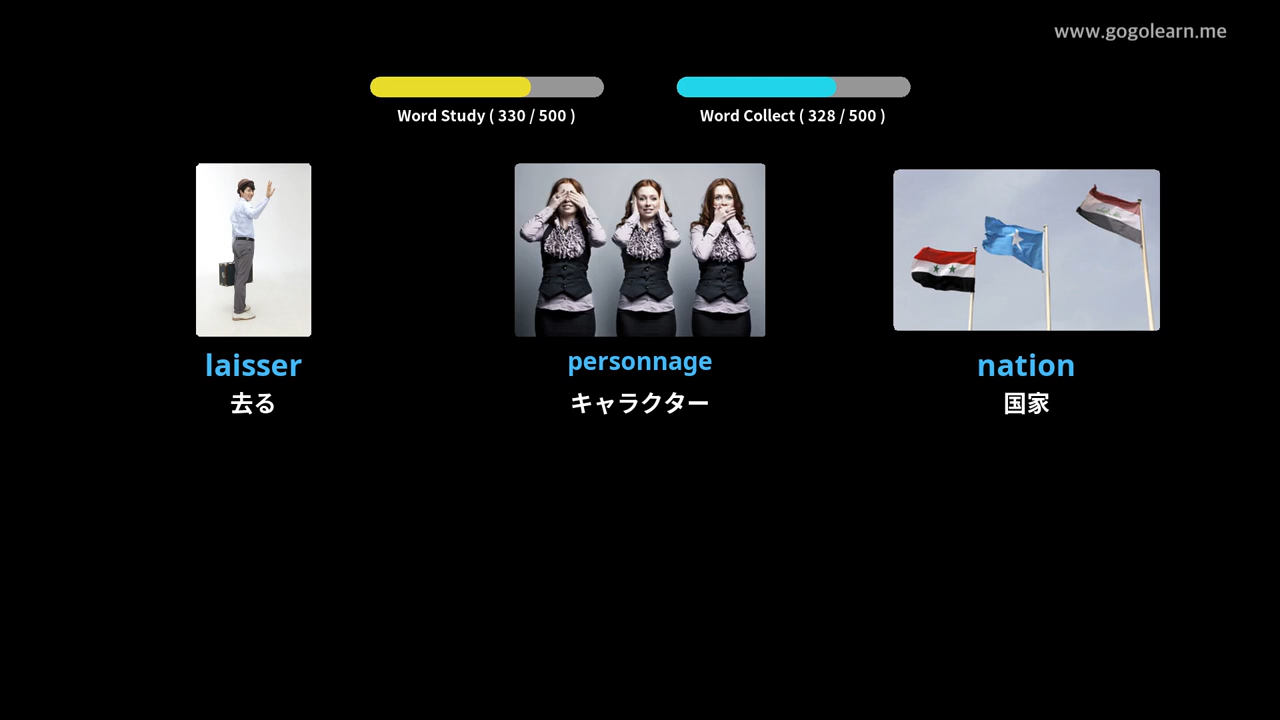 www.gogolearn.me
Word Study ( 330 / 500 )
Word Collect ( 328 / 500 )
laisser
去る
personnage
キャラクター
nation
国家